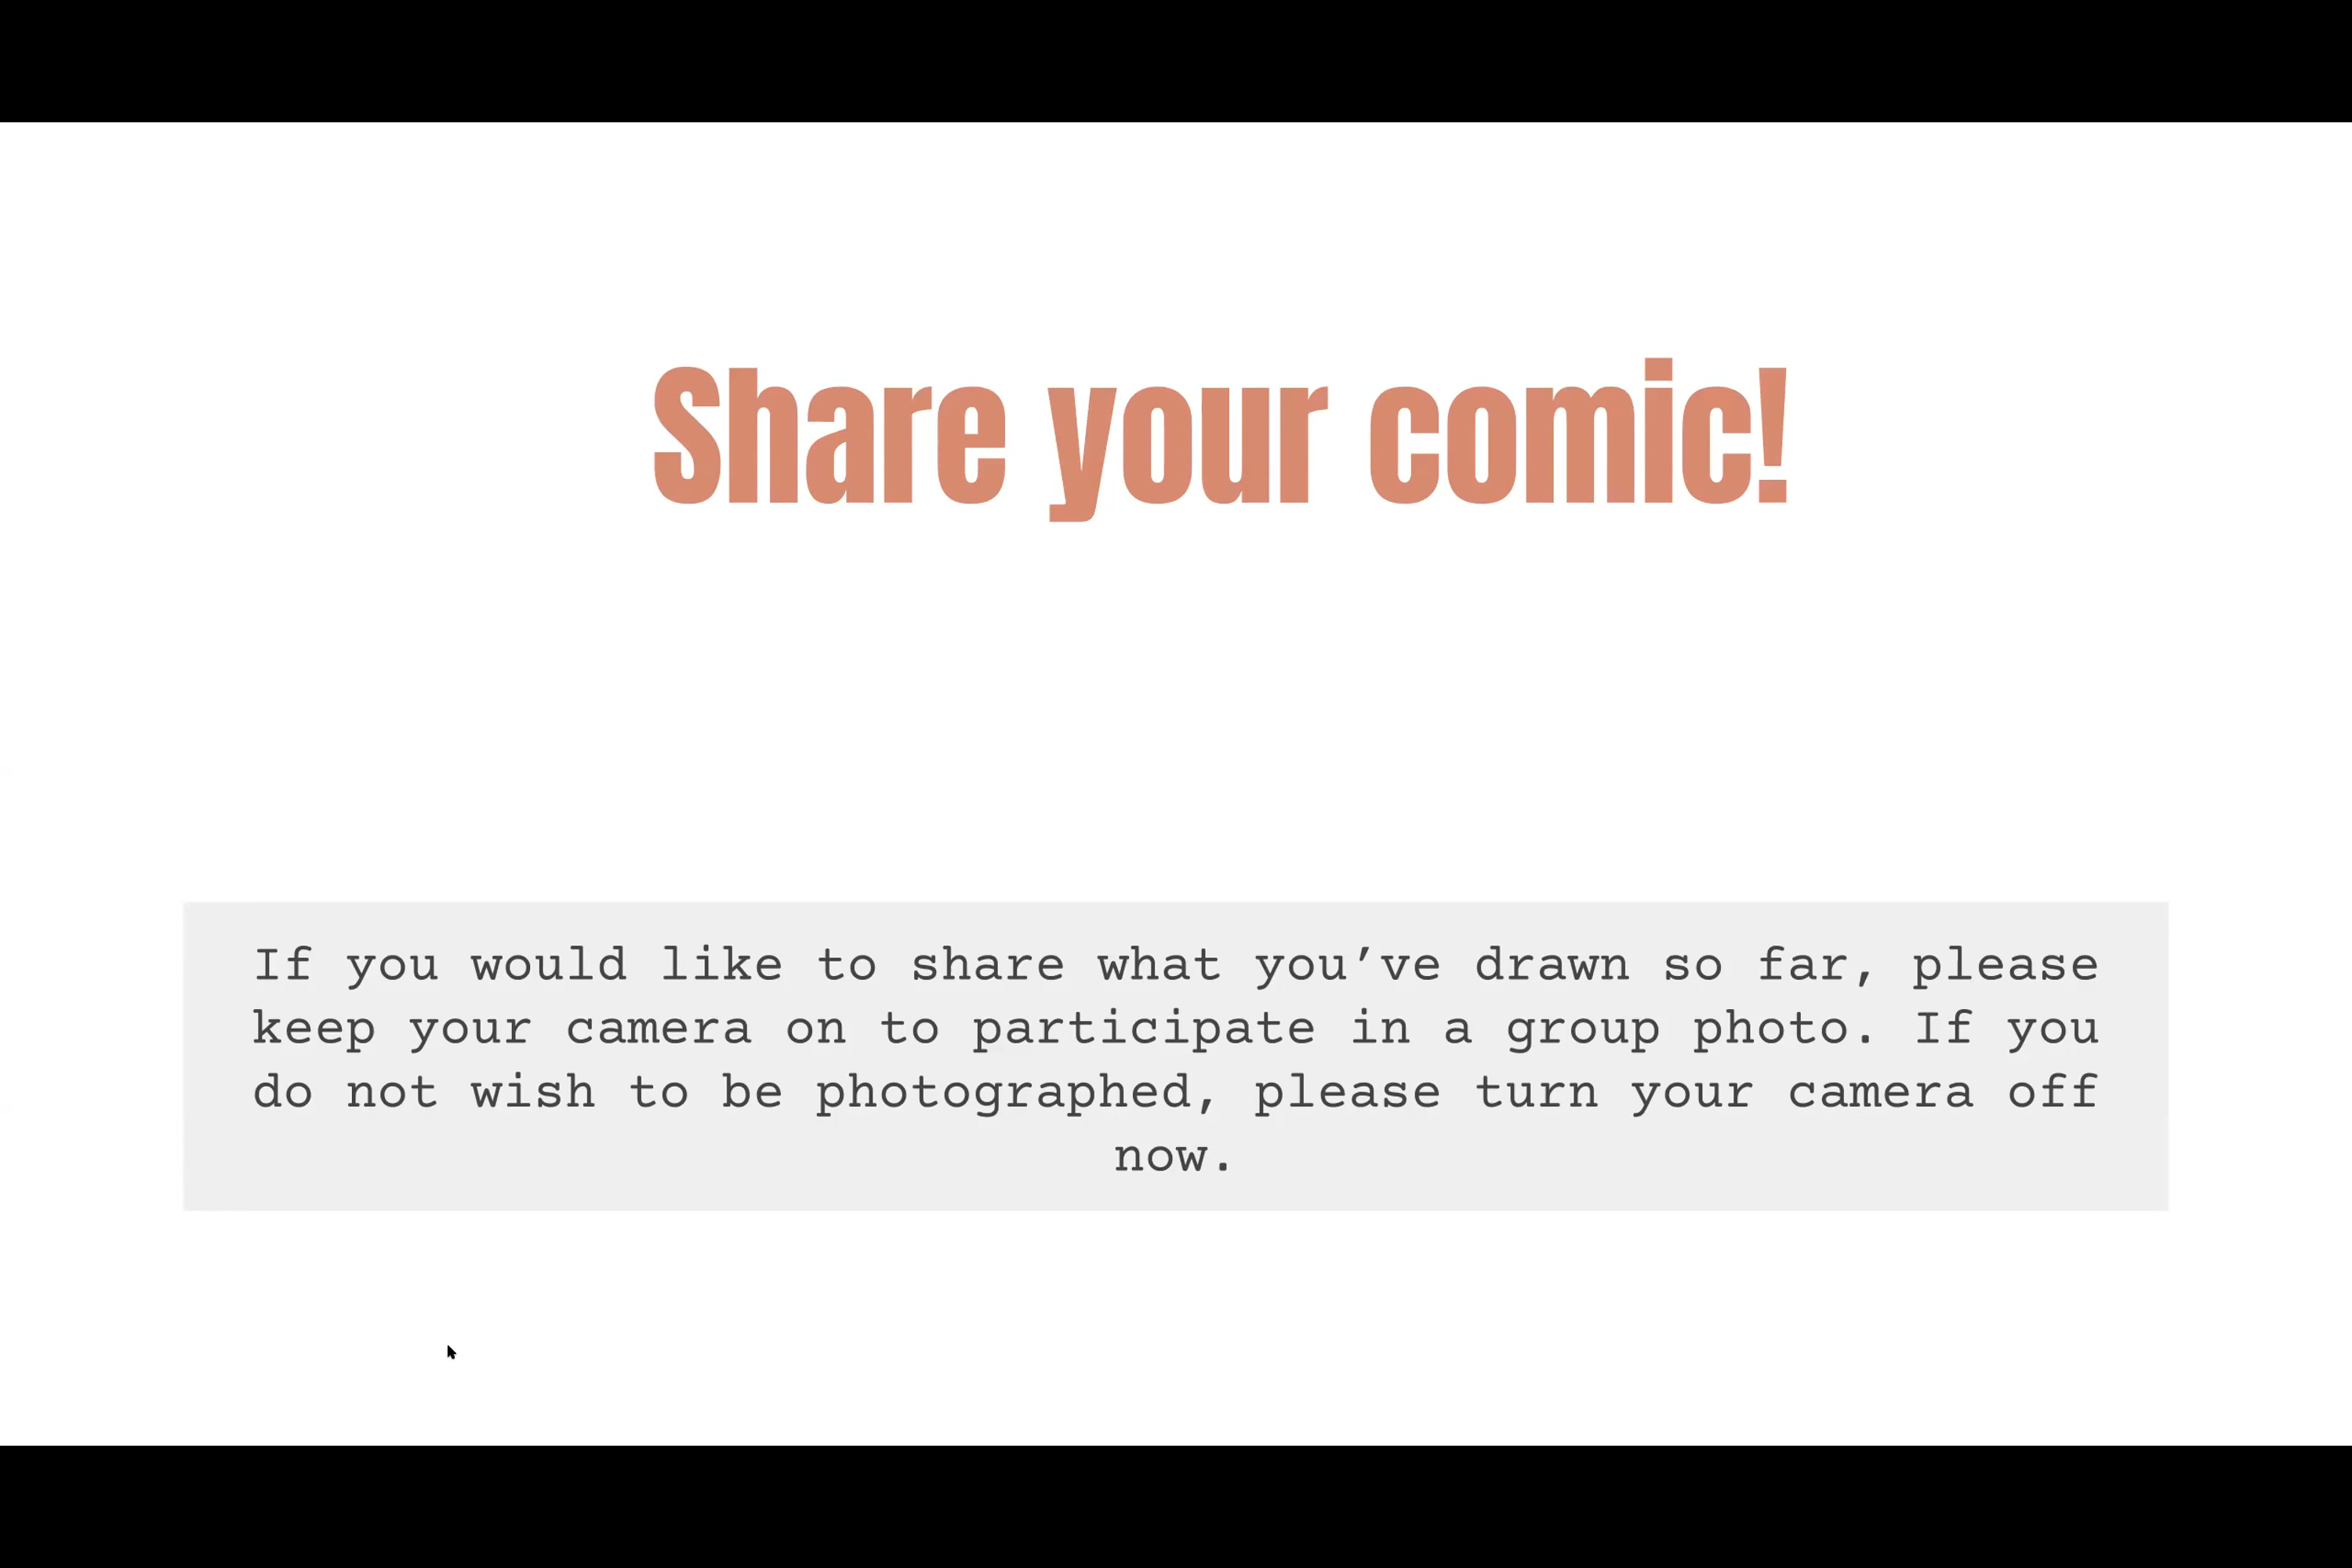 Share your comic!
If you would like to share what you’ve drawn so far, please
keep your camera on to participate in a group photo. If you
do not wish to be photographed, please turn your camera off
now.